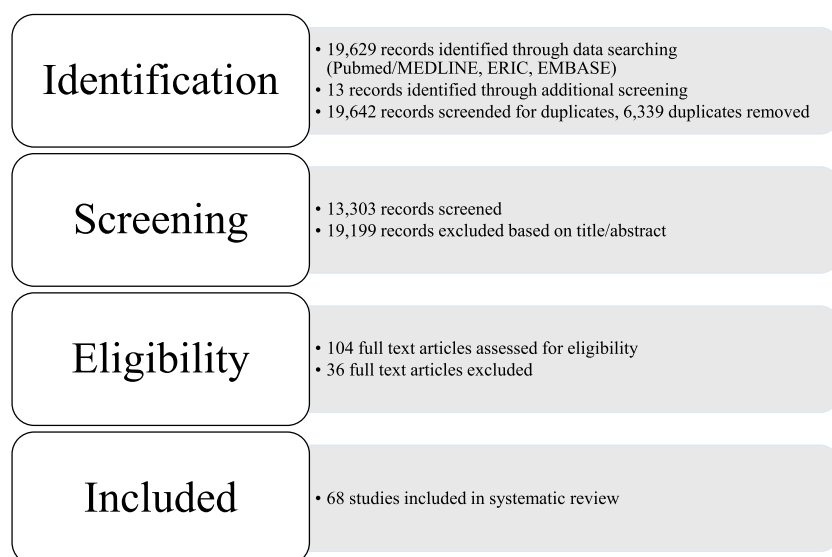 Identification
• 19,629 records identified through data searching
(Pubmed/MEDLINE, ERIC, EMBASE)
• 13 records identified through additional screening
• 19,642 records screended for duplicates, 6,339 duplicates removed
Screening
• 13,303 records screened
• 19,199 records excluded based on title/abstract
Eligibility
• 104 full text articles assessed for eligibility
• 36 full text articles excluded
Included
• 68 studies included in systematic review